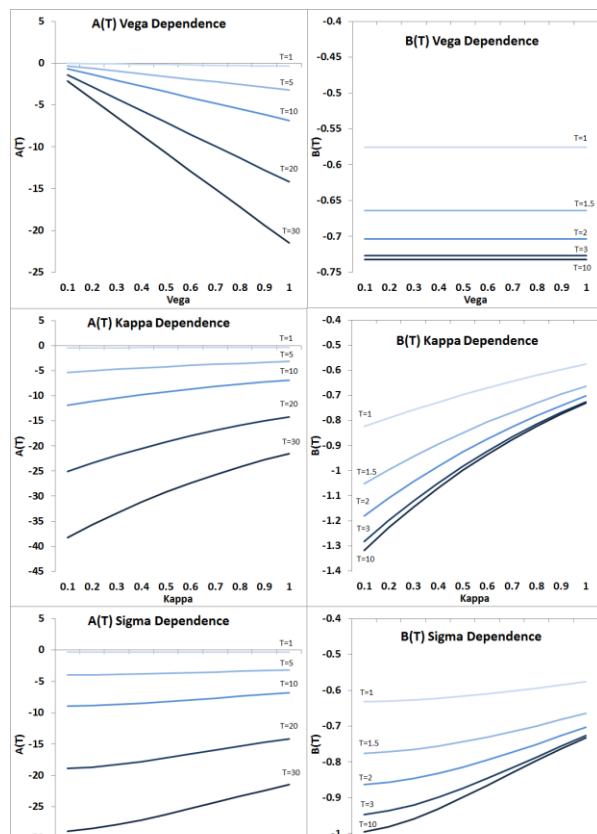 A(T) Vega Dependence
5
0
-5
-10
-15
-20
-25
A(T)
T=1
T=5
T=10
T=20
T=30
0.1 0.2 0.3 0.4 0.5 0.6 0.7 0.8 0.9 1
Vega
B(T) Vega Dependence
-0.4
-0.45
-0.5
-0.55
-0.6
-0.65
-0.7
-0.75
B(T)
T=1
T=1.5
T=2
T=3
T=10
0.1 0.2 0.3 0.4 0.5 0.6 0.7 0.8 0.9 1
Vega
A(T) Kappa Dependence
5
0
-5
-10
-15
-20
-25
-30
-35
-40
-45
A(T)
T=1
T=5
T=10
T=20
T=30
0.1 0.2 0.3 0.4 0.5 0.6 0.7 0.8 0.9 1
Kappa
B(T) Kappa Dependence
-0.4
-0.5
-0.6
-0.7
-0.8
-0.9
-1
-1.1
-1.2
-1.3
-1.4
B(T)
T=1
T=1.5
T=2
T=3
T=10
0.1 0.2 0.3 0.4 0.5 0.6 0.7 0.8 0.9 1
Kappa
A(T) Sigma Dependence
5
0
-5
-10
-15
-20
-25
A(T)
T=1
T=5
T=10
T=20
T=30
B(T) Sigma Dependence
-0.4
-0.5
-0.6
-0.7
-0.8
-0.9
B(T)
T=1
T=1.5
T=2
T=3
T=10